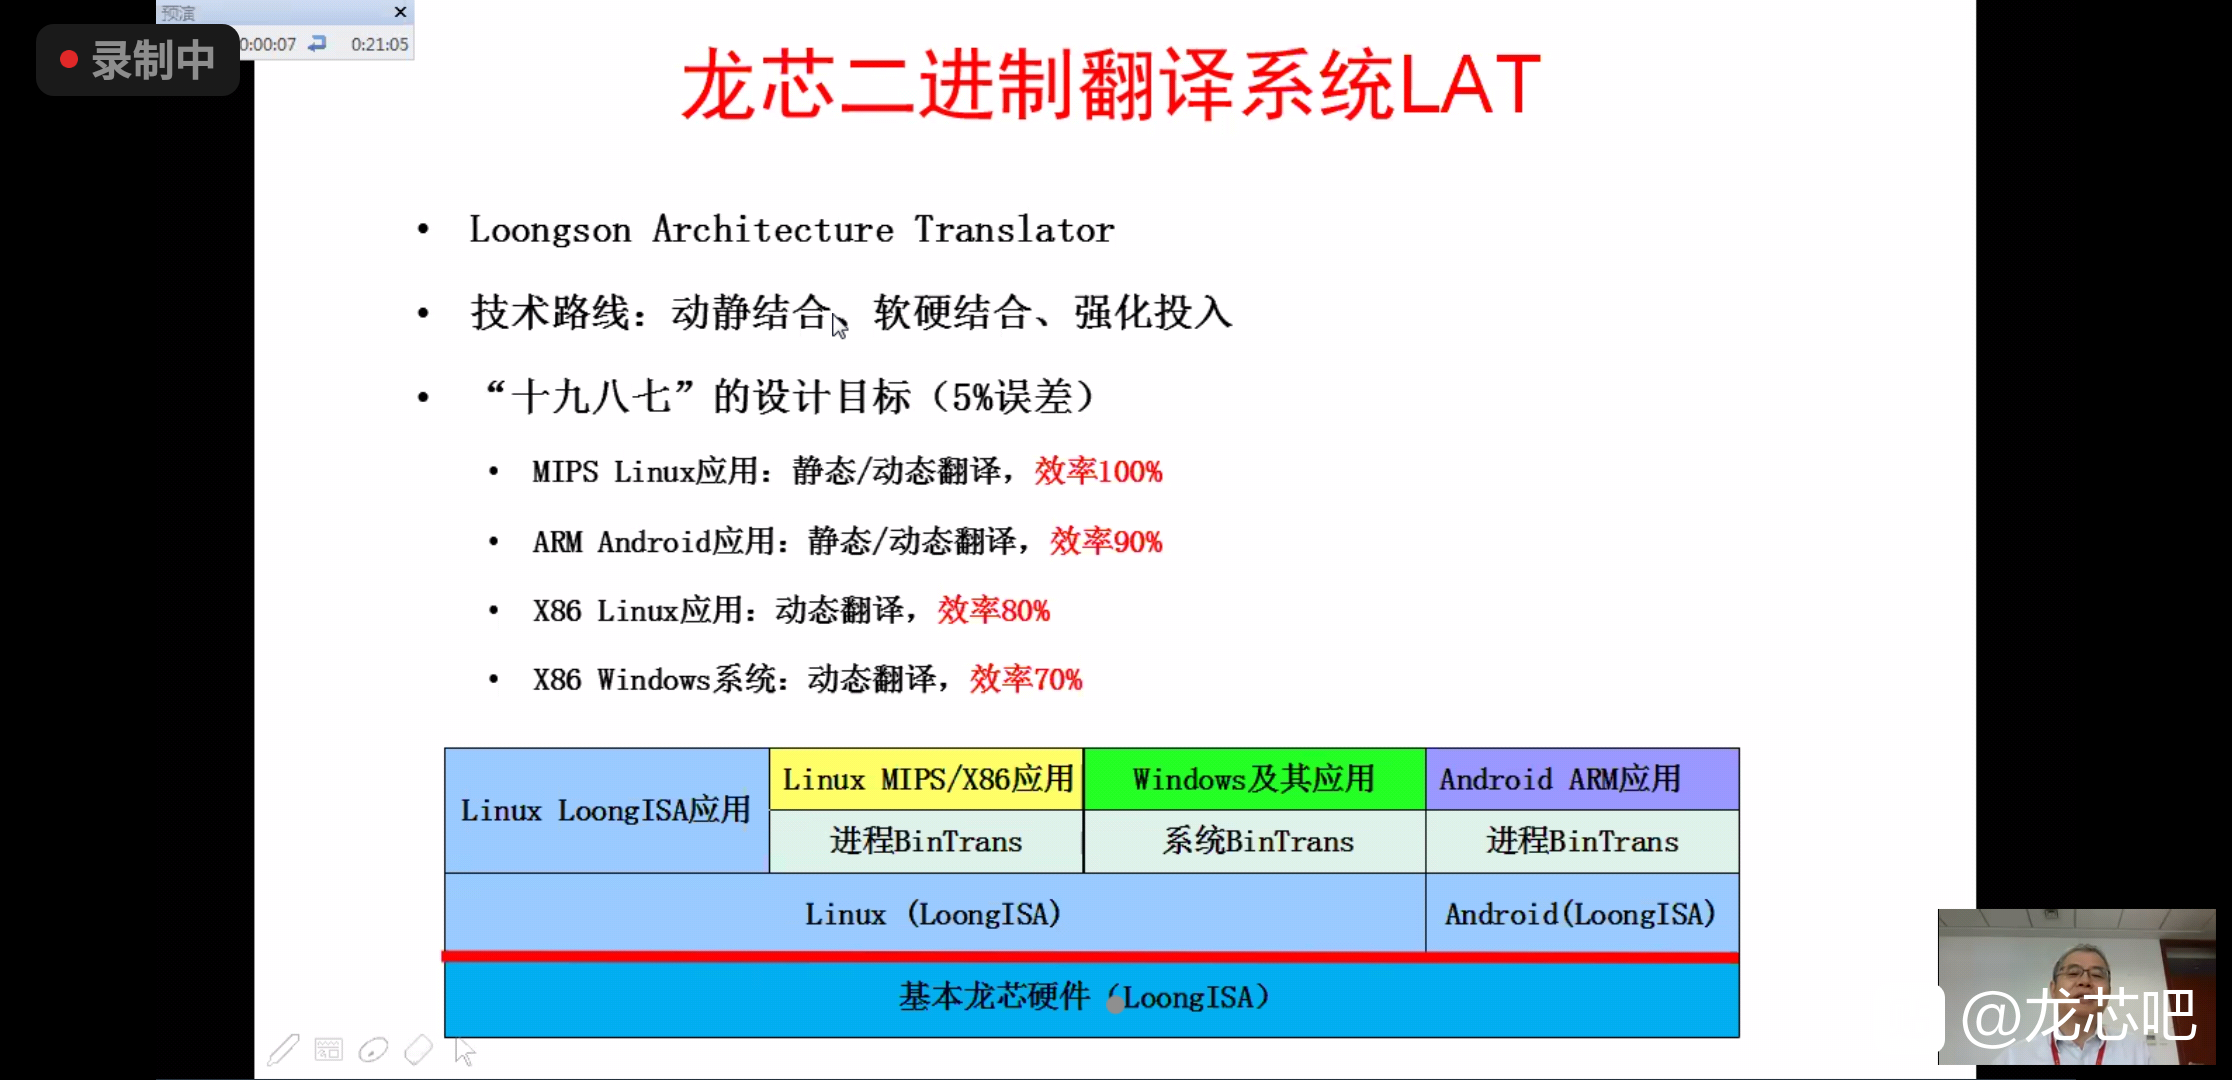 预演
录制中
0:00:07 0:21:05
龙芯二进制翻译系统LAT
• Loongson Architecture Translator
• 技术路线：动静结合、软硬结合、强化投入
• “十九八七”的设计目标（5%误差）
• MIPS Linux应用：静态/动态翻译，效率100%
• ARM Android应用：静态/动态翻译，效率90%
• X86 Linux应用：动态翻译，效率80%
• X86 Windows系统：动态翻译，效率70%
Linux LoongISA应用
Linux MIPS/X86应用
Windows及其应用
Android ARM应用
进程BinTrans
系统BinTrans
进程BinTrans
Linux (LoongISA)
Android(LoongISA)
基本龙芯硬件（LoongISA）
@龙芯吧